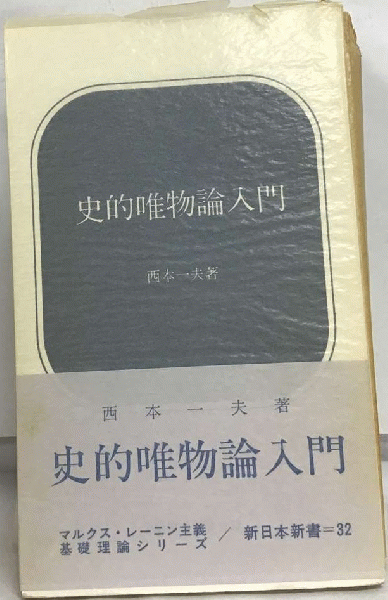 史的唯物論入門
西本一夫著
西本一夫著
史的唯物論入門
マルクス・レーニン主義
基礎理論シリーズ / 新日本新書=32